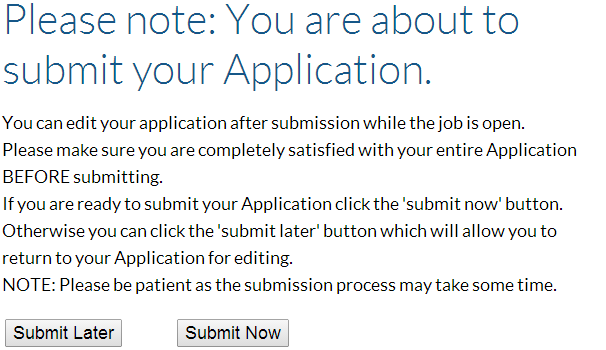 Please note: You are about to
submit your Application.
You can edit your application after submission while the job is open.
Please make sure you are completely satisfied with your entire Application
BEFORE submitting.
If you are ready to submit your Application click the 'submit now' button.
Otherwise you can click the 'submit later' button which will allow you to
return to your Application for editing.
NOTE: Please be patient as the submission process may take some time.
Submit Later Submit Now